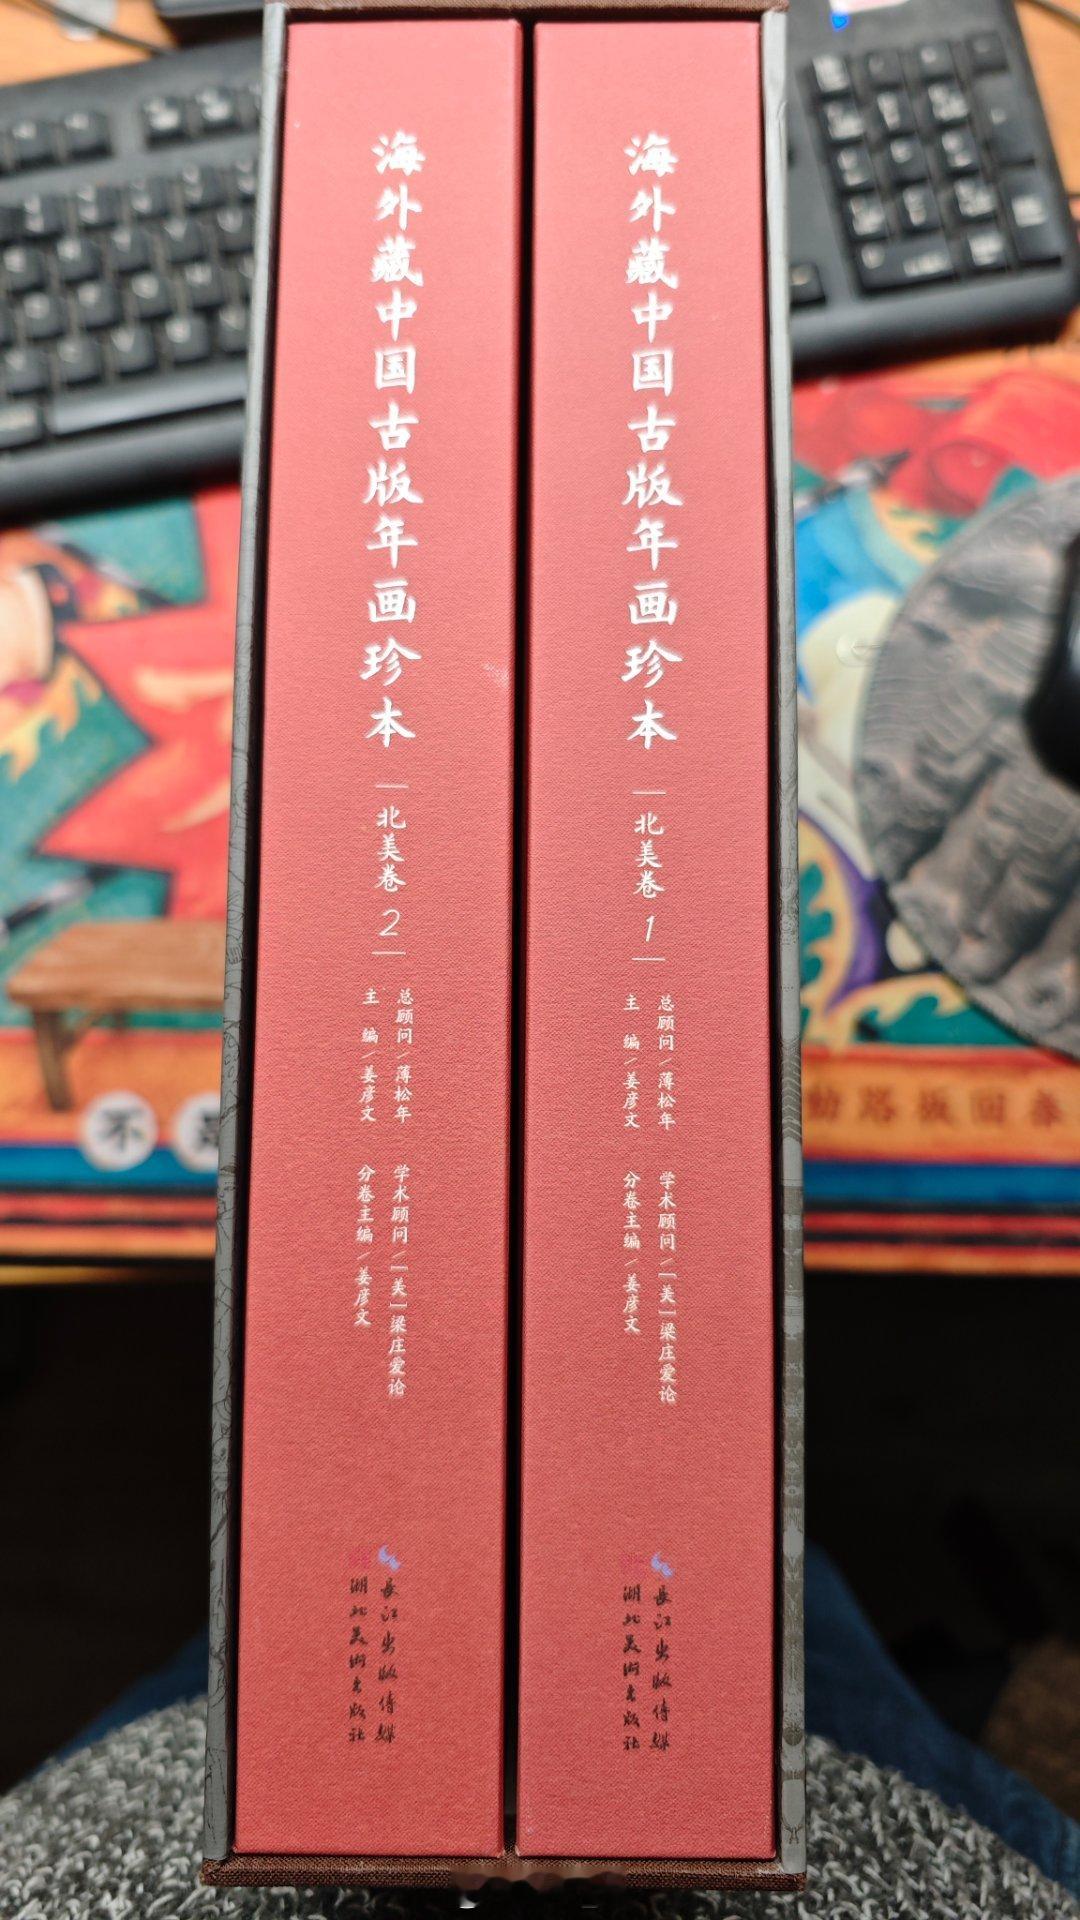 海外藏中国古版年画珍本
北美卷 2
总顾问/薄松年
主 编/姜彦文
学术顾问/[美]梁庄爱论
分卷主编/姜彦文
长江出版传媒
湖北美术出版社
海外藏中国古版年画珍本
北美卷 1
总顾问/薄松年
主 编/姜彦文
学术顾问/[美]梁庄爱论
分卷主编/姜彦文
长江出版传媒
湖北美术出版社
不